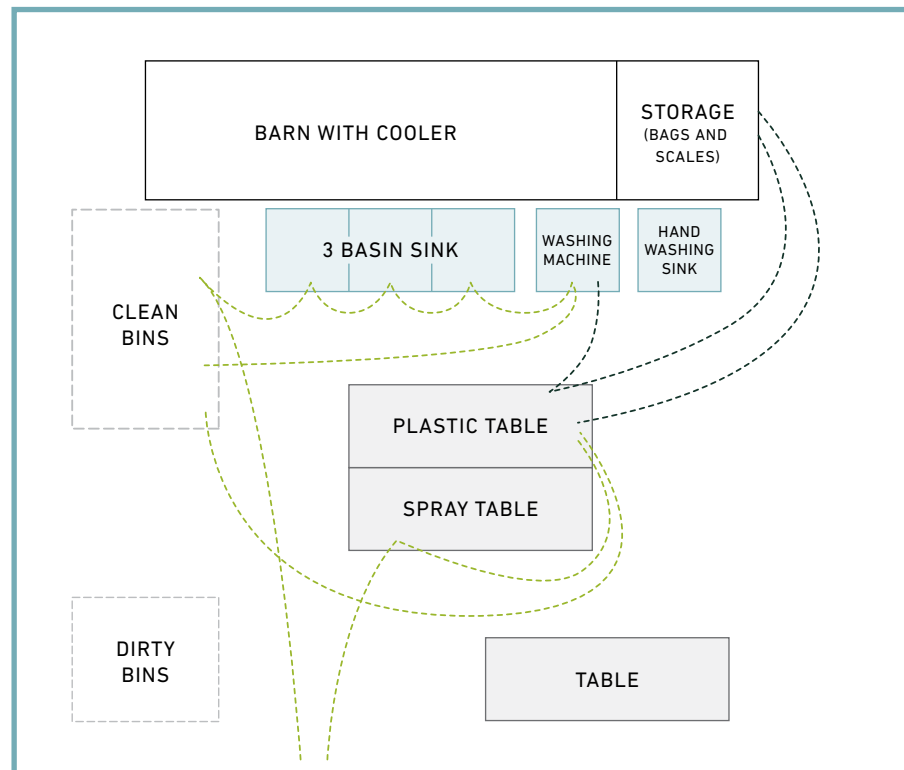 BARN WITH COOLER
STORAGE
(BAGS AND
SCALES)
3 BASIN SINK
WASHING
MACHINE
HAND
WASHING
SINK
CLEAN
BINS
PLASTIC TABLE
SPRAY TABLE
DIRTY
BINS
TABLE